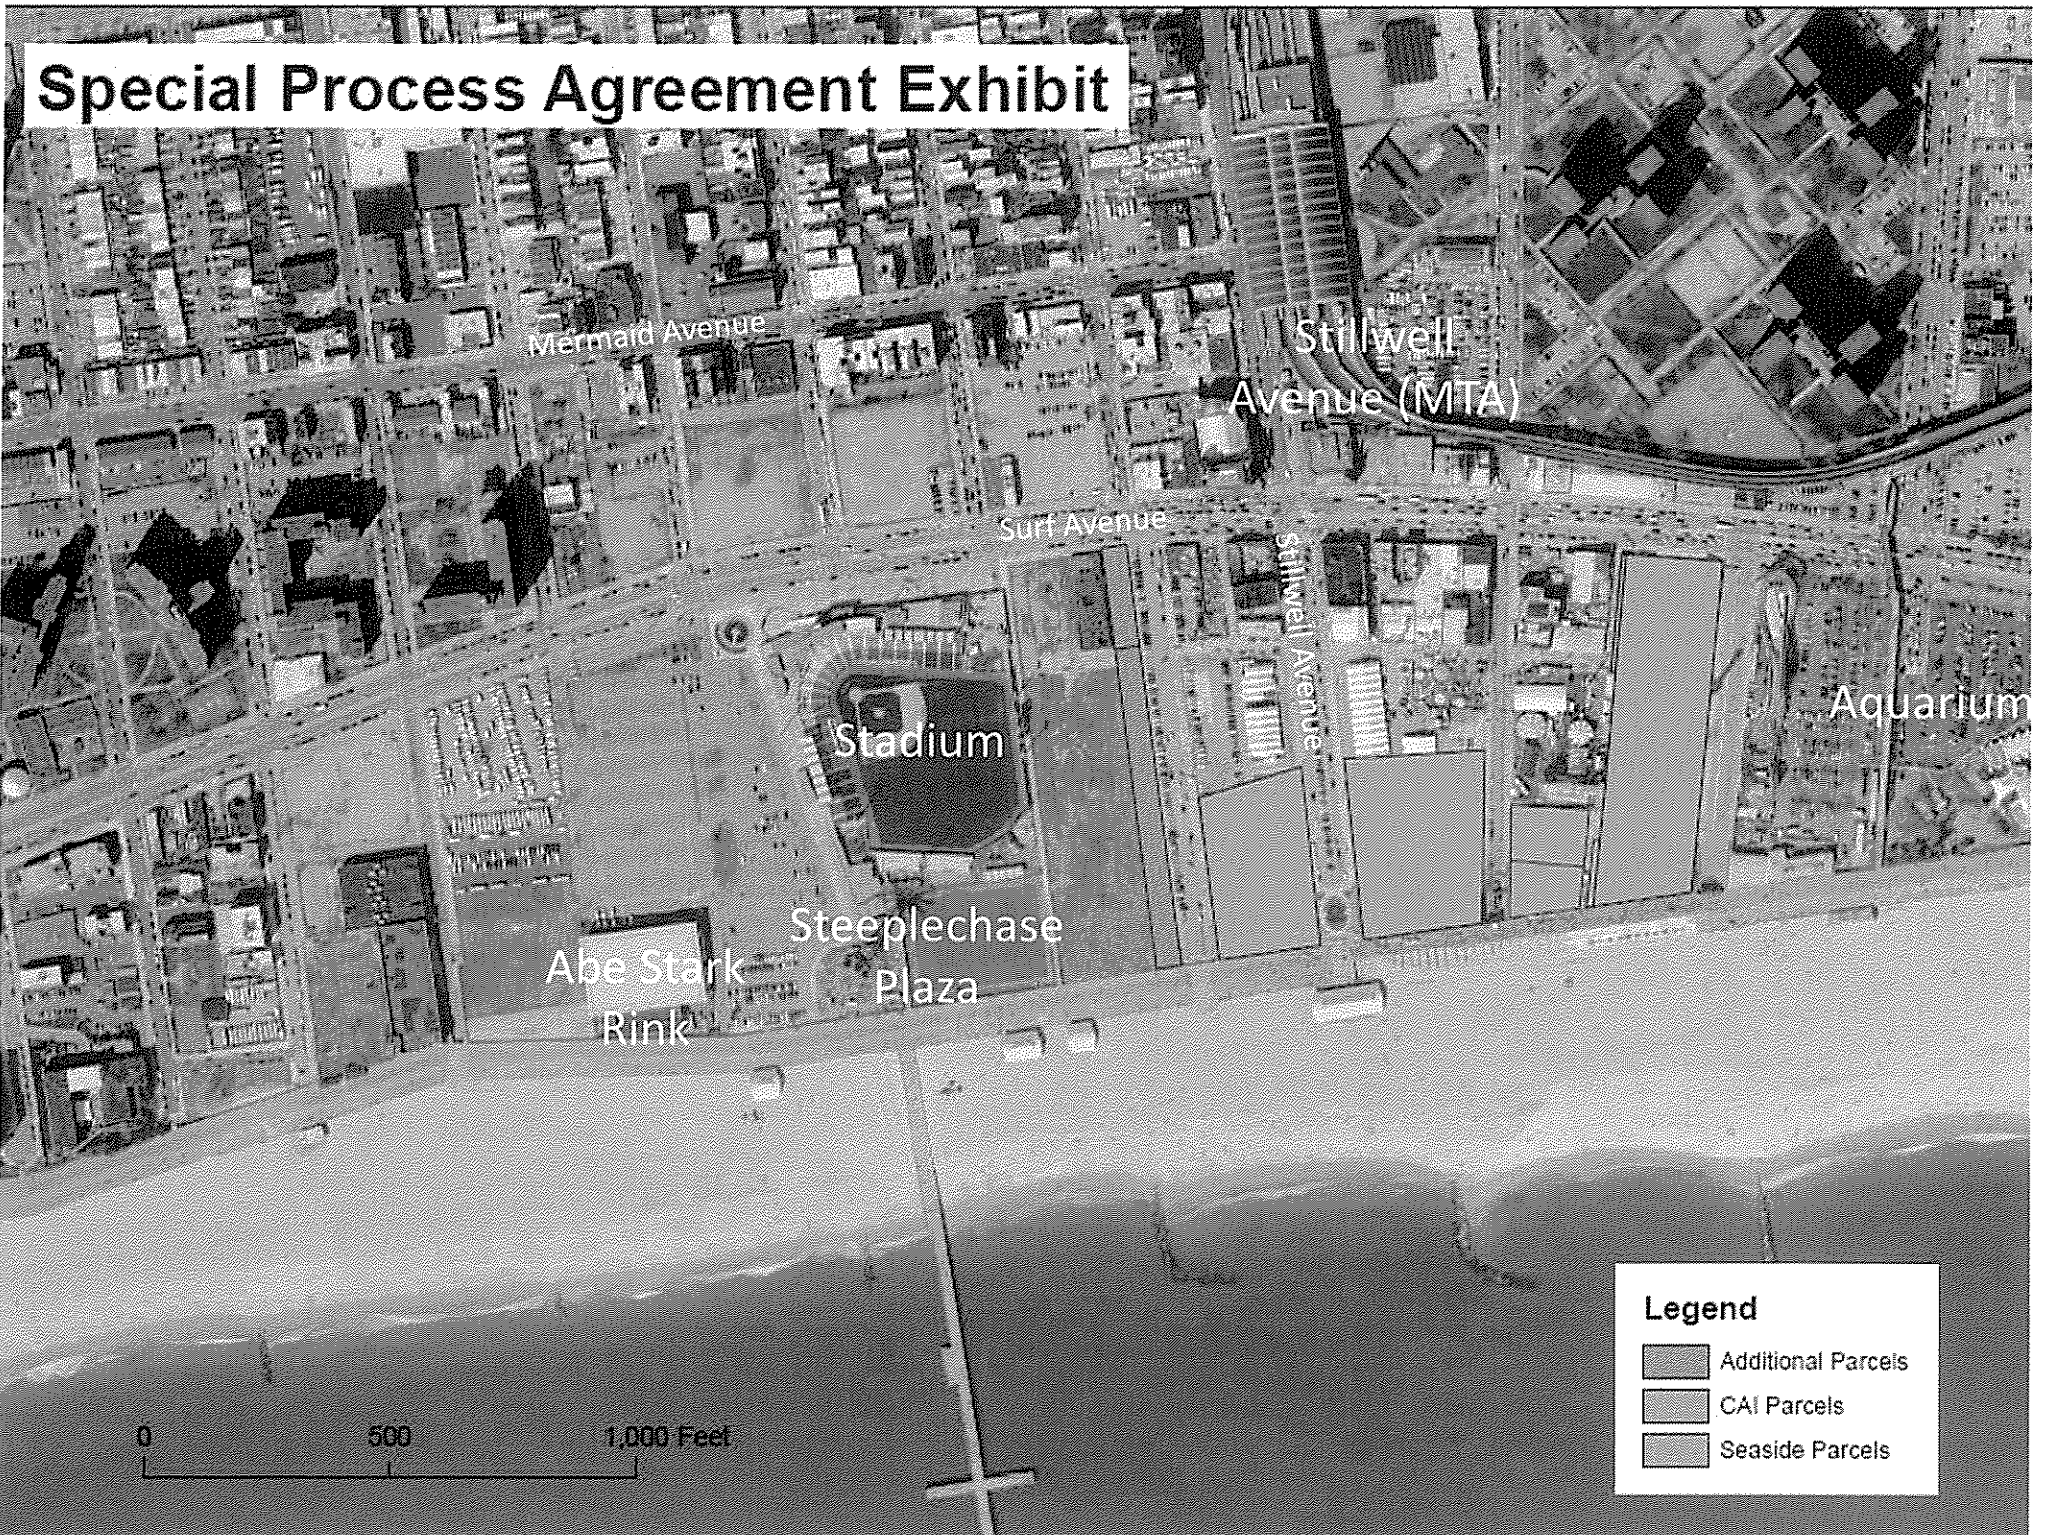 Special Process Agreement Exhibit
Mermaid Avenue
Stillwell
Avenue (MTA)
Surf Avenue
Stillwell Avenue
Aquarium
Stadium
Steeplechase
Plaza
Abe Stark
Rink
Legend
Additional Parcels
CAI Parcels
Seaside Parcels
0 500 1,000 Feet